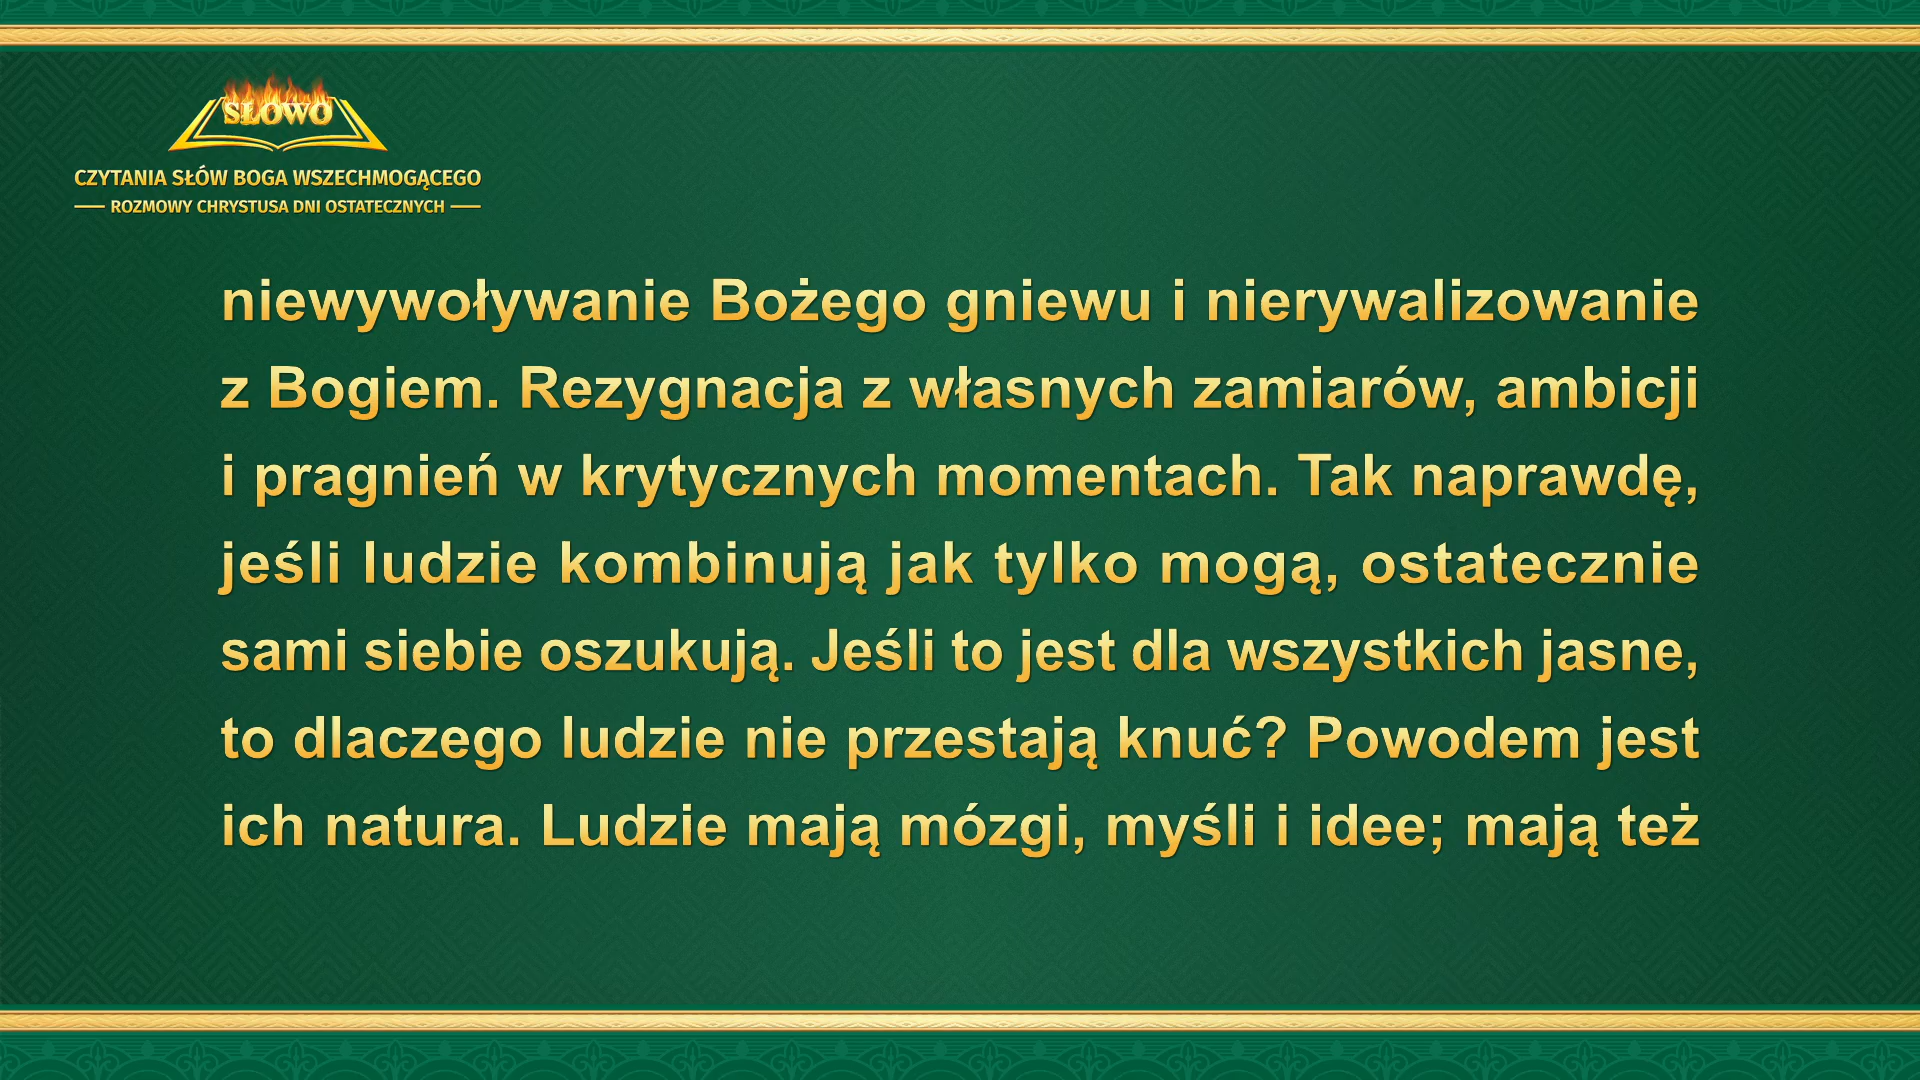 SŁOWO
CZYTANIA SŁÓW BOGA WSZECHMOGĄCEGO
ROZMOWY CHRYSTUSA DNI OSTATECZNYCH
niewywoływanie Bożego gniewu i nierywalizowanie
z Bogiem. Rezygnacja z własnych zamiarów, ambicji
i pragnień w krytycznych momentach. Tak naprawdę,
jeśli ludzie kombinują jak tylko mogą, ostatecznie
sami siebie oszukują. Jeśli to jest dla wszystkich jasne,
to dlaczego ludzie nie przestają knuć? Powodem jest
ich natura. Ludzie mają mózgi, myśli i idee; mają też